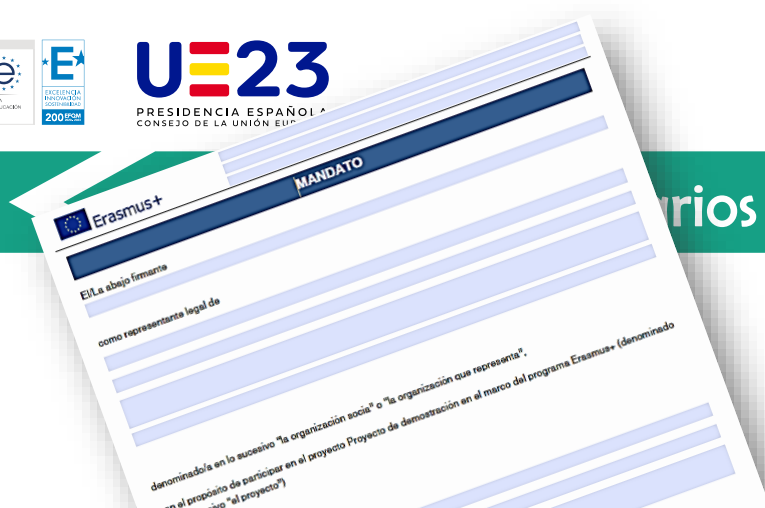 UE23
PRESIDENCIA ESPAÑOLA
CONSEJO DE LA UNIÓN
EXCELENCIA
INNOVACIÓN
SOSTENIBILIDAD
200 EFQM
rios
Erasmus+
MANDATO
El/La abajo firmante
como representante legal de
denominado/a en lo sucesivo "la organización socia" o "la organización que representa",
el propósito de participar en el proyecto Proyecto de demostración en el marco del programa Erasmus+ (denominado
"el proyecto")